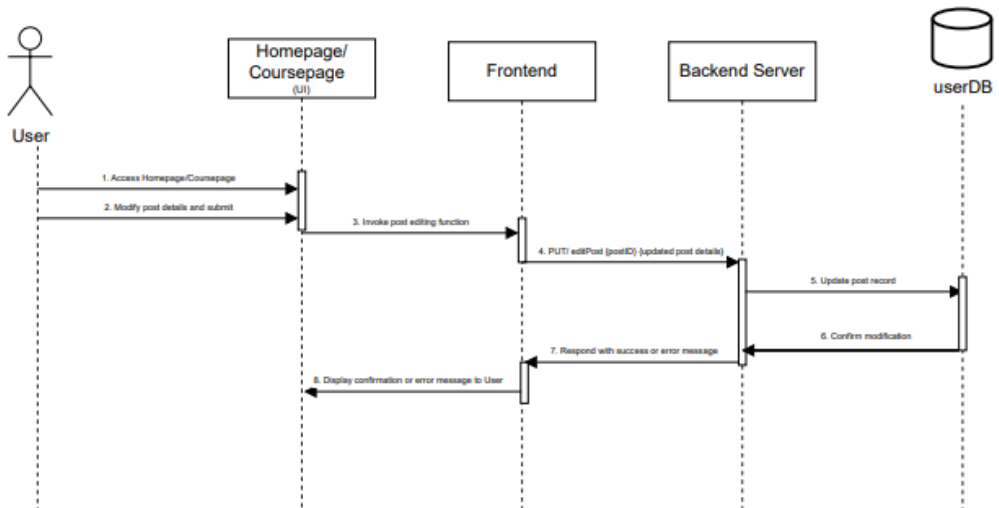 Homepage/
Coursepage
(UI)
Frontend
Backend Server
userDB
User
1. Access Homepage/Coursepage
2. Modify post details and submit
3. Invoke post editing function
4. PUT/ editPost {postID} {updated post details}
5. Update post record
6. Confirm modification
7. Respond with success or error message
8. Display confirmation or error message to User